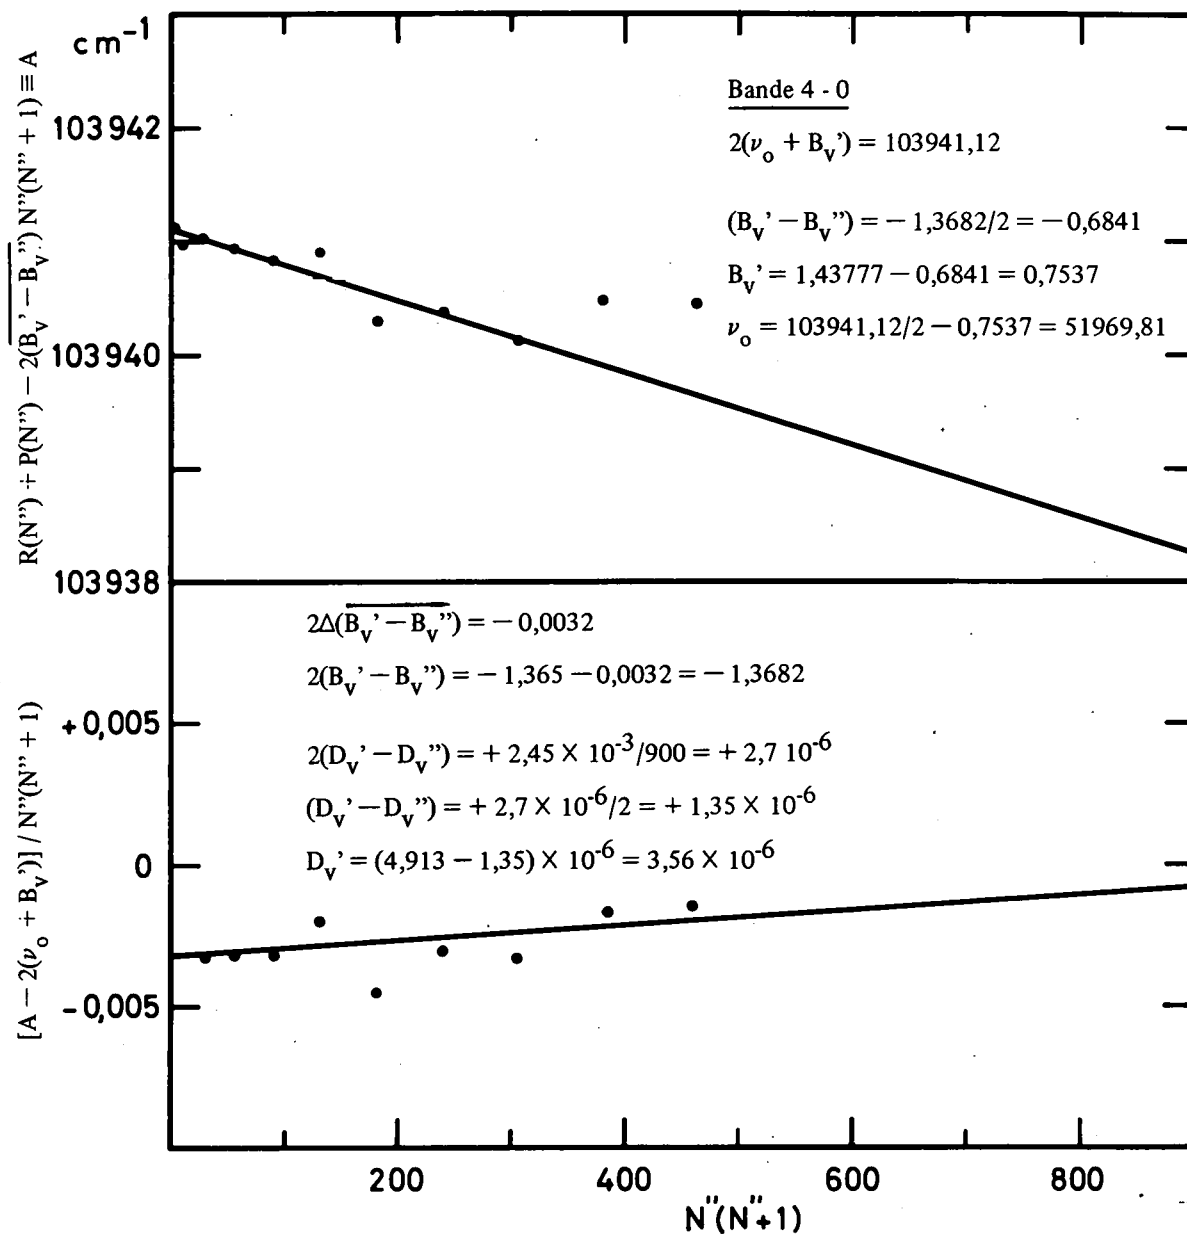 cm⁻¹
R(N'') + P(N'') − 2(B_v' − B_v'') N''(N'' + 1) ≡ A
103942
103940
103938
Bande 4 - 0
2(ν_o + B_v') = 103941,12
(B_v' − B_v'') = − 1,3682/2 = −0,6841
B_v' = 1,43777 − 0,6841 = 0,7537
ν_o = 103941,12/2 − 0,7537 = 51969,81
[A − 2(ν_o + B_v')] / N''(N'' + 1)
+0,005
0
-0,005
2Δ(B_v' − B_v'') = − 0,0032
2(B_v' − B_v'') = − 1,365 − 0,0032 = − 1,3682
2(D_v' − D_v'') = + 2,45 × 10⁻³/900 = + 2,7 10⁻⁶
(D_v' − D_v'') = + 2,7 × 10⁻⁶/2 = + 1,35 × 10⁻⁶
D_v' = (4,913 − 1,35) × 10⁻⁶ = 3,56 × 10⁻⁶
200 400 600 800
N''(N''+1)